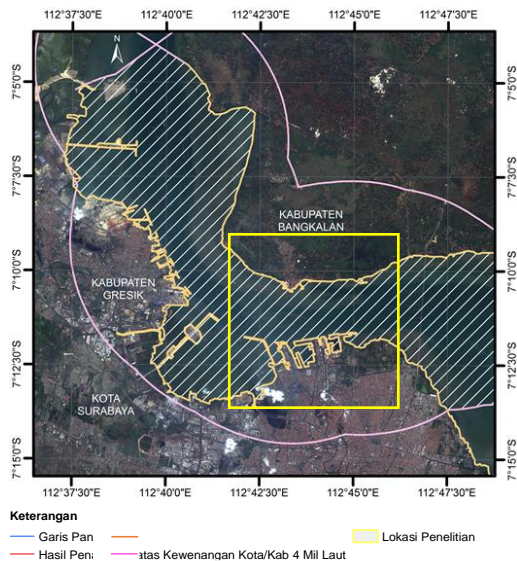 112°37'30"E 112°40'0"E 112°42'30"E 112°45'0"E 112°47'30"E
N
7°5'0"S 7°5'0"S
7°7'30"S 7°7'30"S
KABUPATEN
BANGKALAN
7°10'0"S 7°10'0"S
KABUPATEN
GRESIK
7°12'30"S 7°12'30"S
KOTA
SURABAYA
7°15'0"S 7°15'0"S
112°37'30"E 112°40'0"E 112°42'30"E 112°45'0"E 112°47'30"E
Keterangan
Garis Pan Lokasi Penelitian
Hasil Pena atas Kewenangan Kota/Kab 4 Mil Laut